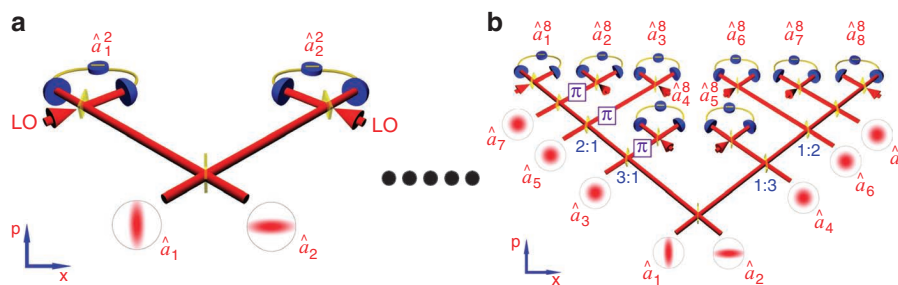 a
â₁²
â₂²
LO
LO
â₁
â₂
p
x
b
â₁⁸
â₂⁸
â₃⁸
â₆⁸
â₇⁸
â₈⁸
π
â₄⁸
â₅⁸
π
â₇
2:1
π
1:2
â
â₅
3:1
1:3
â₆
â₃
â₄
p
x
â₁
â₂